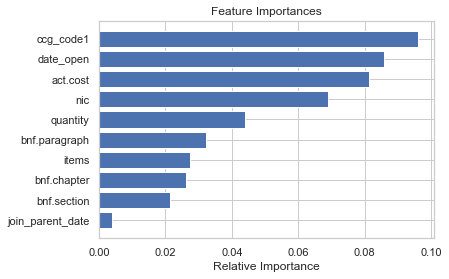 Feature Importances
ccg_code1
date_open
act.cost
nic
quantity
bnf.paragraph
items
bnf.chapter
bnf.section
join_parent_date
0.00 0.02 0.04 0.06 0.08 0.10
Relative Importance